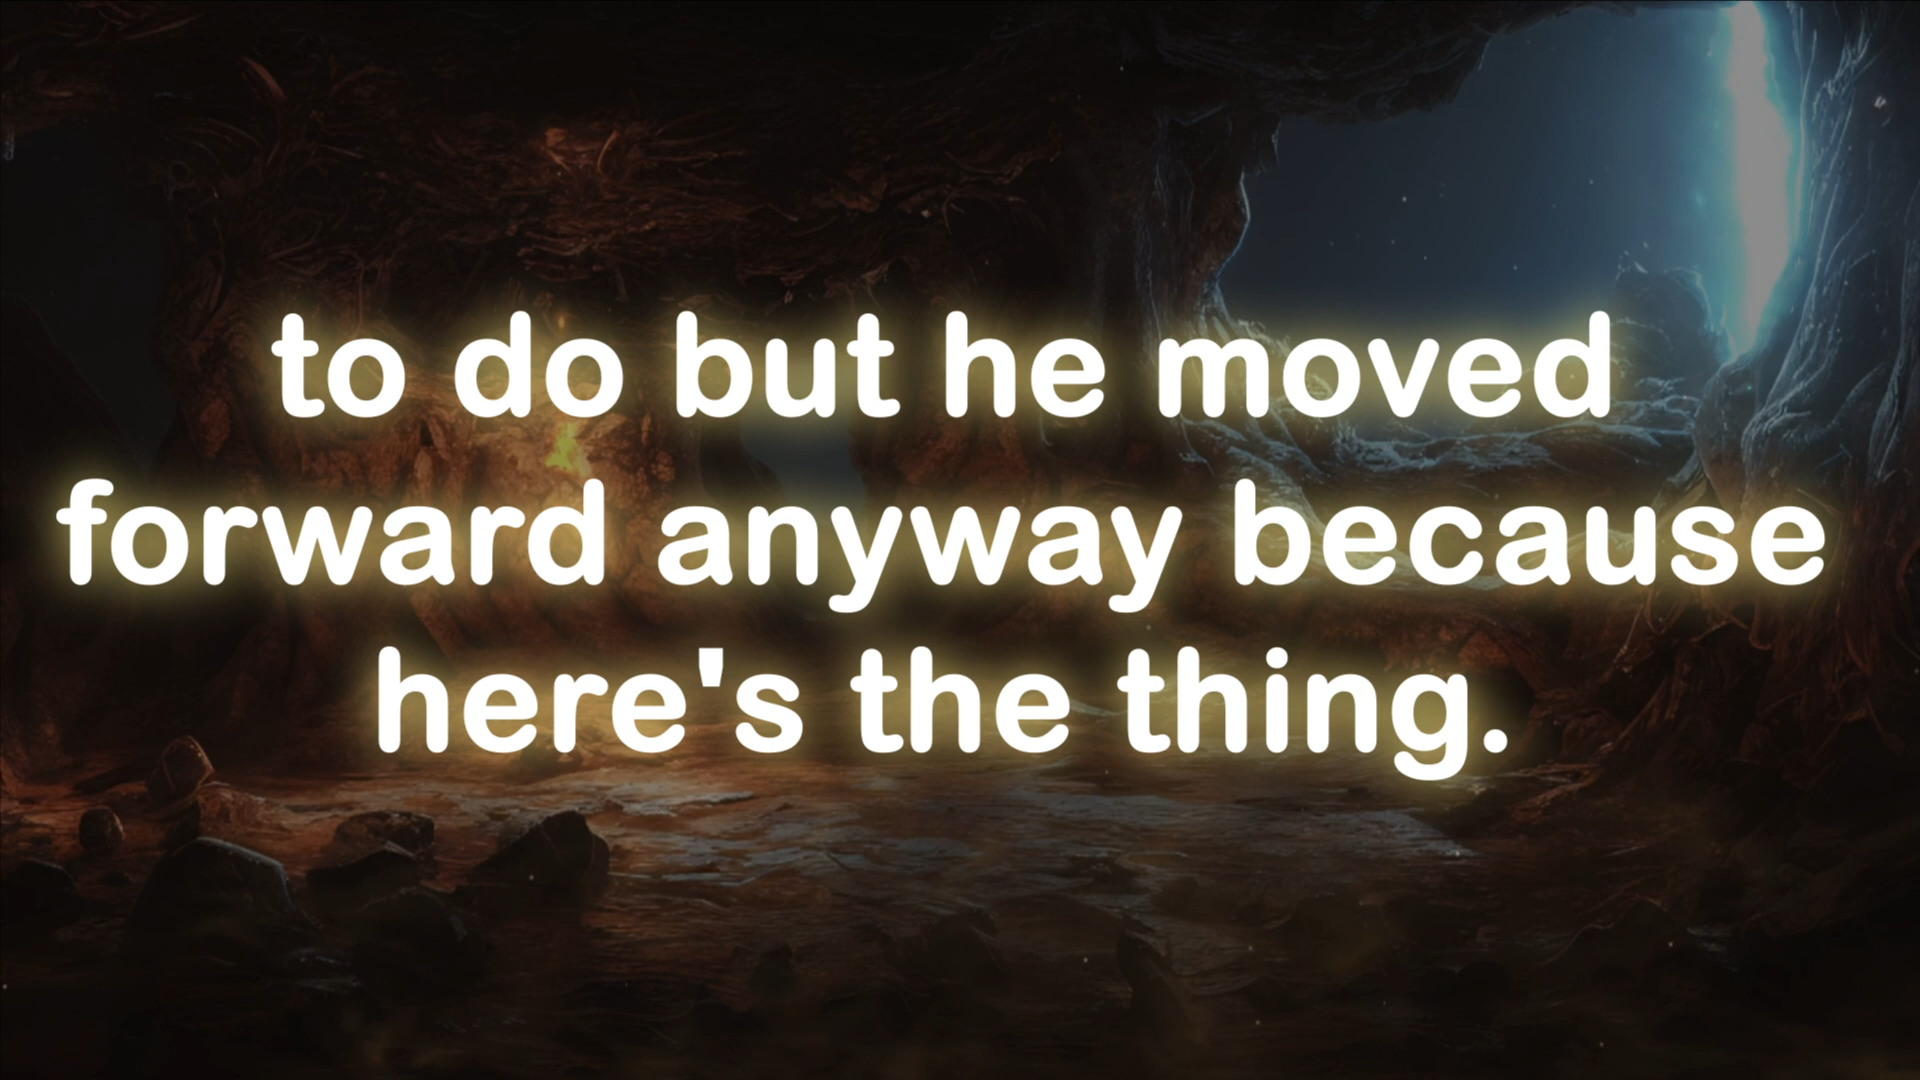 to do but he moved
forward anyway because
here's the thing.